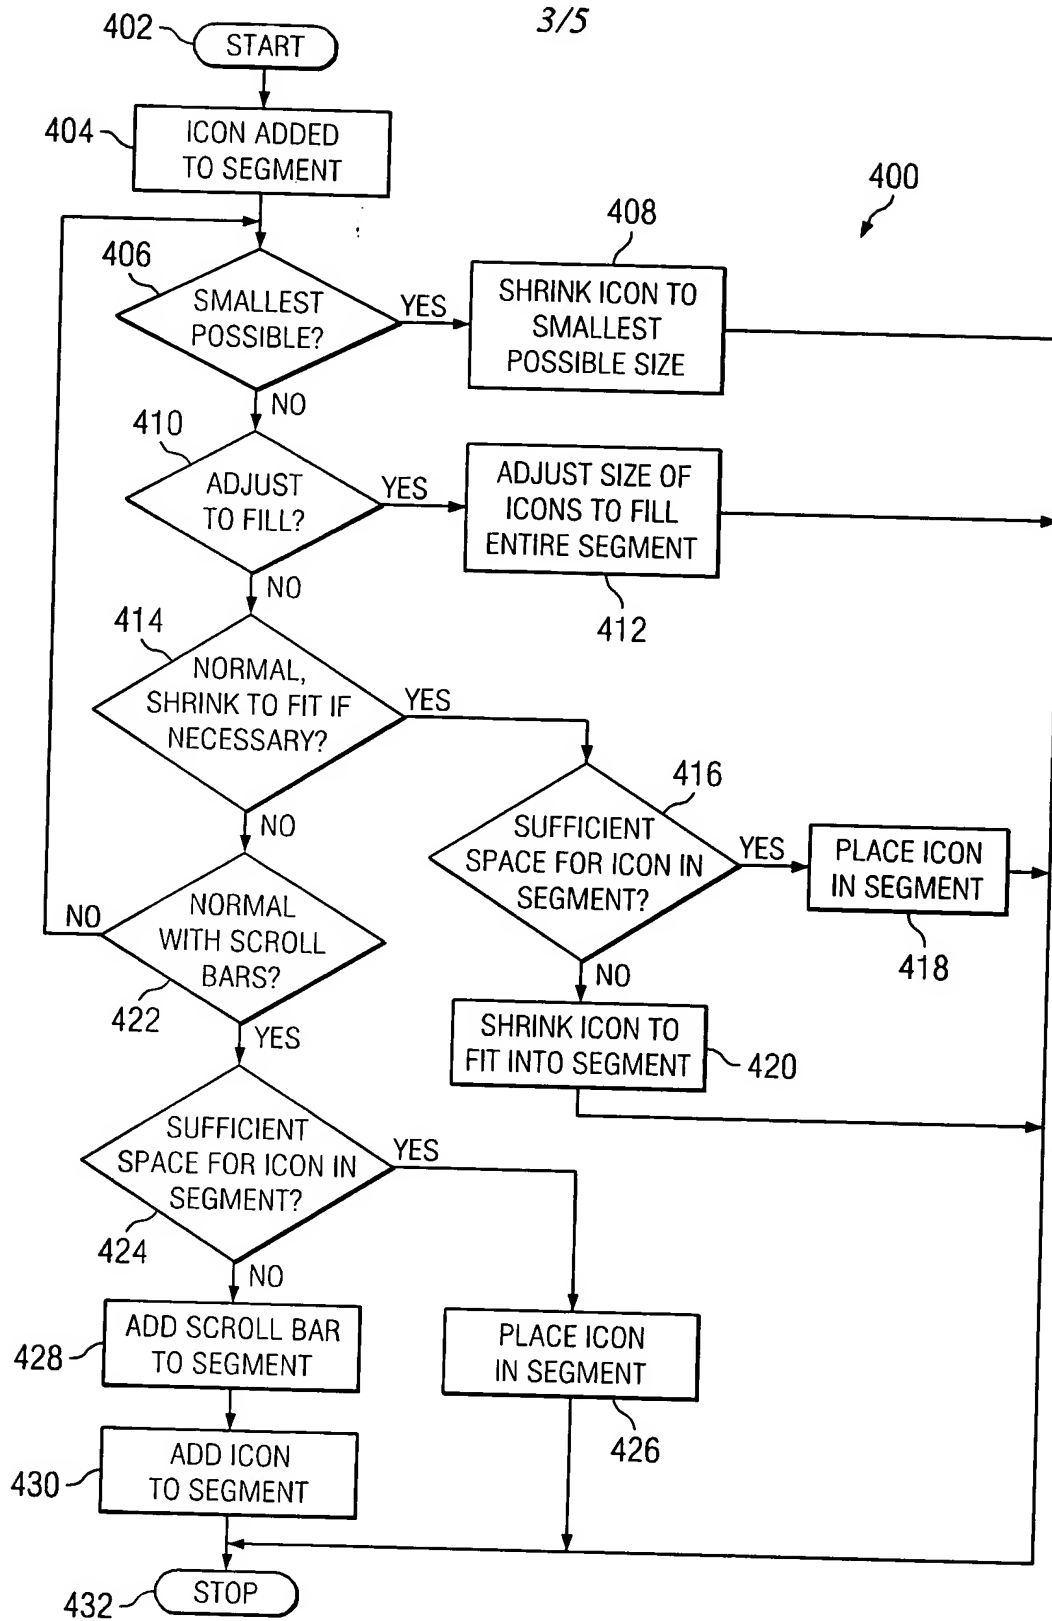 3/5
402
START
404
ICON ADDED
TO SEGMENT
400
406
SMALLEST
POSSIBLE?
YES
408
SHRINK ICON TO
SMALLEST
POSSIBLE SIZE
NO
410
ADJUST
TO FILL?
YES
ADJUST SIZE OF
ICONS TO FILL
ENTIRE SEGMENT
412
NO
414
NORMAL,
SHRINK TO FIT IF
NECESSARY?
YES
416
SUFFICIENT
SPACE FOR ICON IN
SEGMENT?
YES
PLACE ICON
IN SEGMENT
418
NO
SHRINK ICON TO
FIT INTO SEGMENT
420
NO
NORMAL
WITH SCROLL
BARS?
NO
422
YES
SUFFICIENT
SPACE FOR ICON IN
SEGMENT?
YES
424
NO
428
ADD SCROLL BAR
TO SEGMENT
PLACE ICON
IN SEGMENT
426
430
ADD ICON
TO SEGMENT
432
STOP